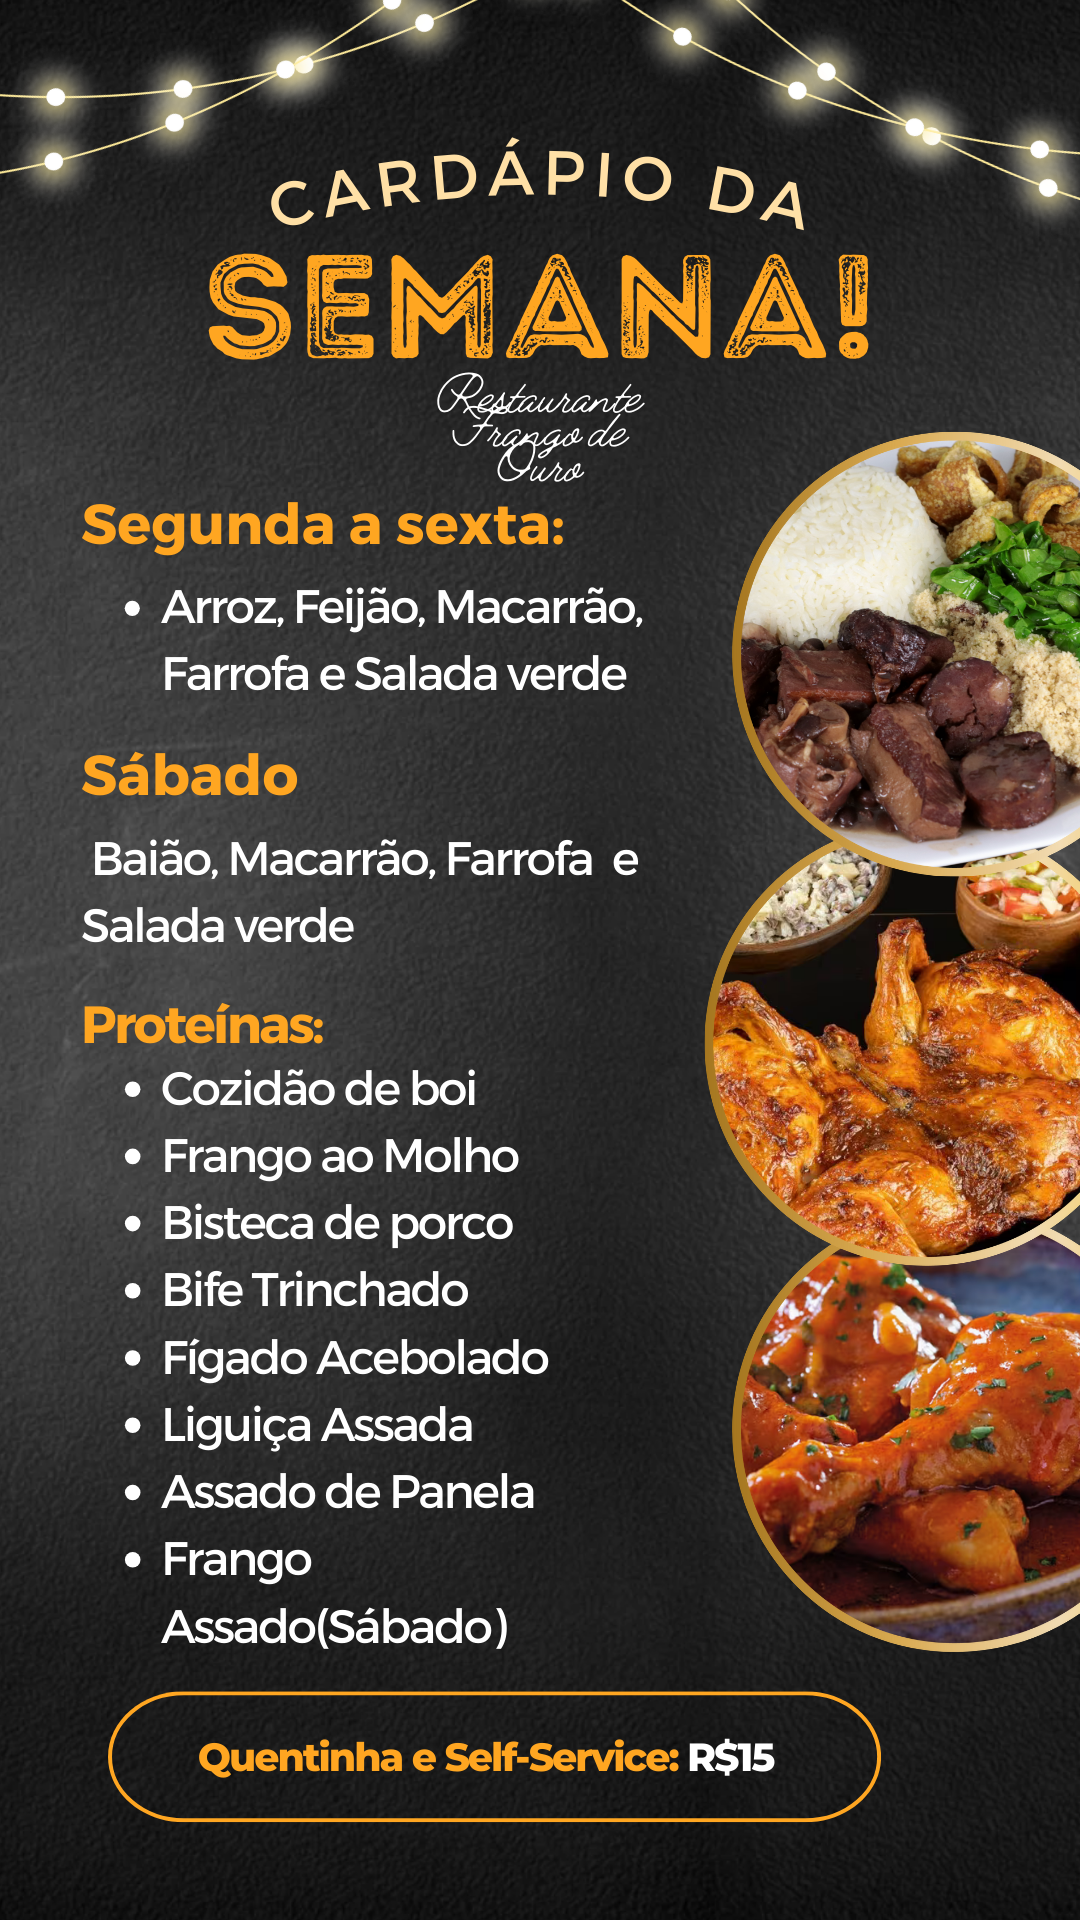 CARDÁPIO DA
SEMANA!
Restaurante
Frango de
Ouro
Segunda a sexta:
• Arroz, Feijão, Macarrão,
Farrofa e Salada verde
Sábado
Baião, Macarrão, Farrofa e
Salada verde
Proteínas:
• Cozidão de boi
• Frango ao Molho
• Bisteca de porco
• Bife Trinchado
• Fígado Acebolado
• Liguiça Assada
• Assado de Panela
• Frango
Assado(Sábado)
Quentinha e Self-Service: R$15